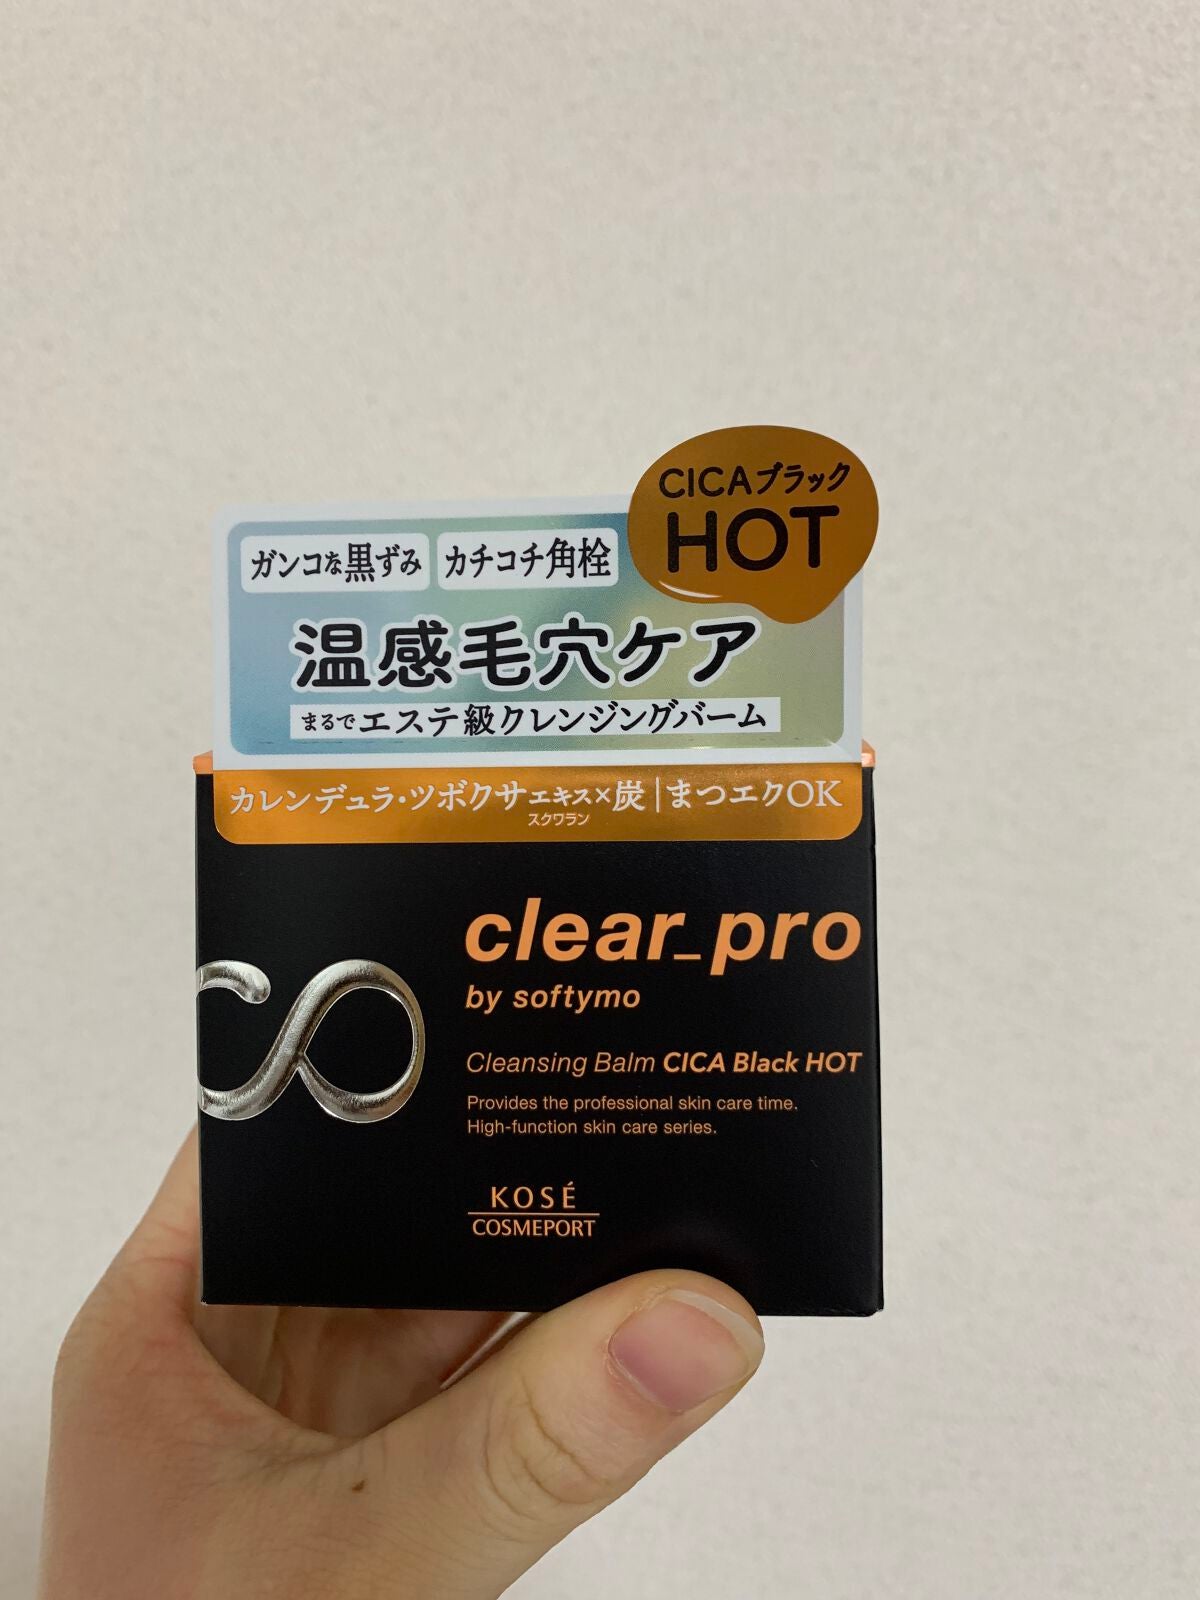 CICAブラック
HOT
ガンコな黒ずみ カチコチ角栓
温感毛穴ケア
まるでエステ級クレンジングバーム
カレンデュラ・ツボクサエキス×炭|まつエクOK
スクワラン
clear_pro
by softymo
Cleansing Balm CICA Black HOT
Provides the professional skin care time.
High-function skin care series.
KOSÉ
COSMEPORT